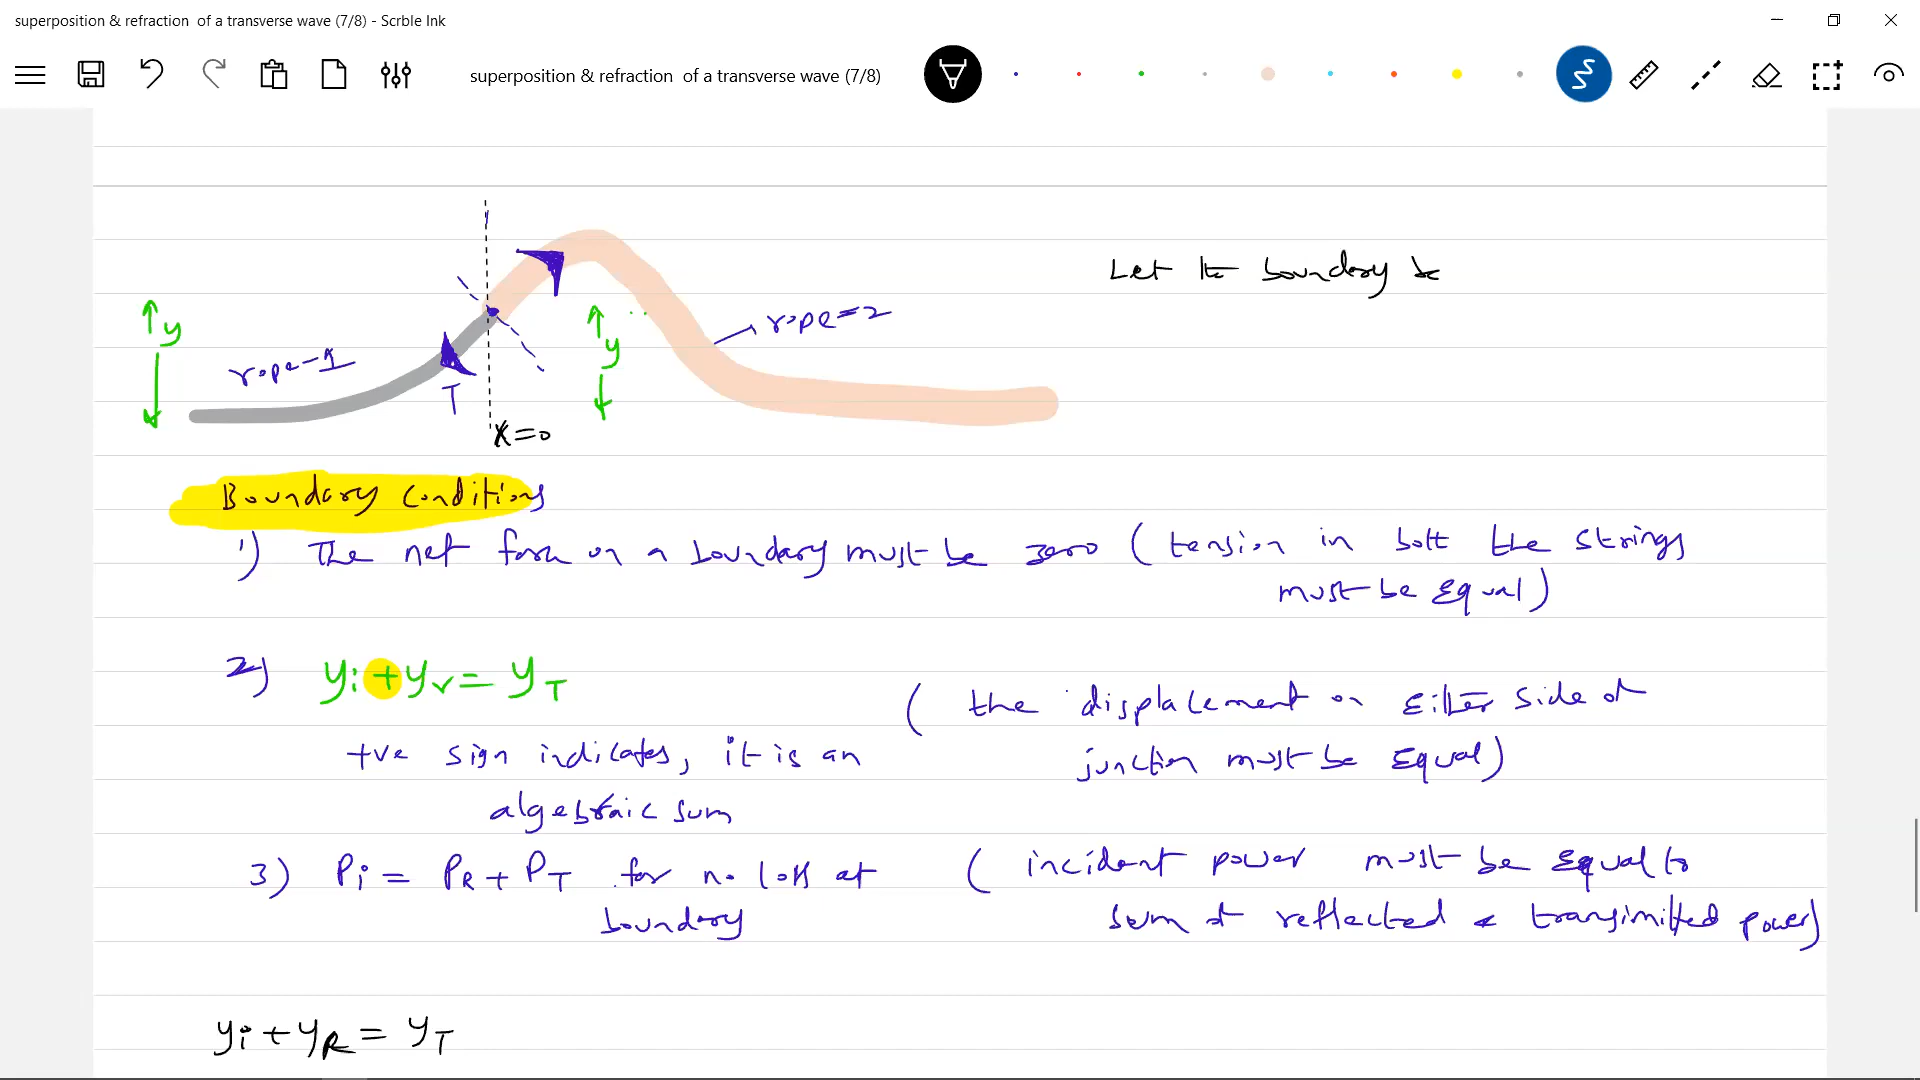 superposition & refraction of a transverse wave (7/8) - Scrble Ink
superposition & refraction of a transverse wave (7/8)
Let the boundary be
y
rope-1
T
y
rope=2
x=0
Boundary Conditions
1) The net force on a boundary must be zero (tension in both the strings
must be Equal)
2) yi + yr = yT
(the displacement on Either side of
+ve sign indicates, it is an
junction must be Equal)
algebraic sum
3) Pi = PR + PT for no loss at
boundary
(incident power must be Equal to
sum of reflected & transimitted power)
yi + yR = yT